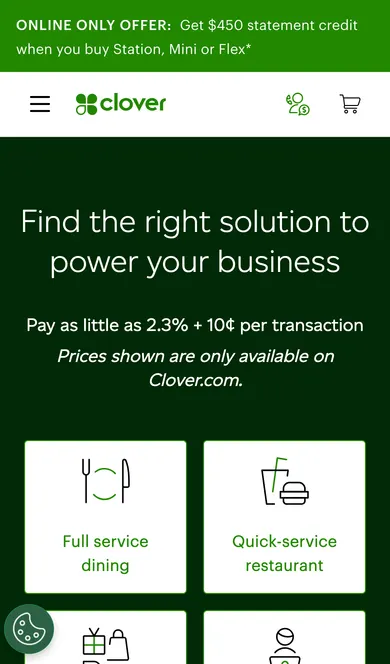 ONLINE ONLY OFFER: Get $450 statement credit
when you buy Station, Mini or Flex*
clover
$
Find the right solution to
power your business
Pay as little as 2.3% + 10¢ per transaction
Prices shown are only available on
Clover.com.
Full service
dining
Quick-service
restaurant